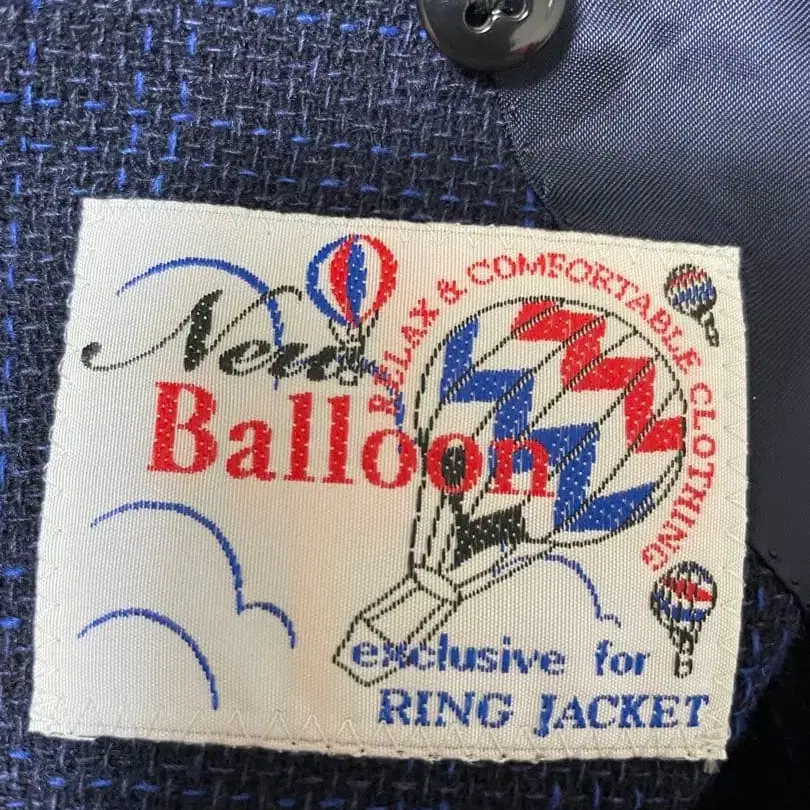 New
Balloon
RELAX & COMFORTABLE CLOTHING
exclusive for
RING JACKET